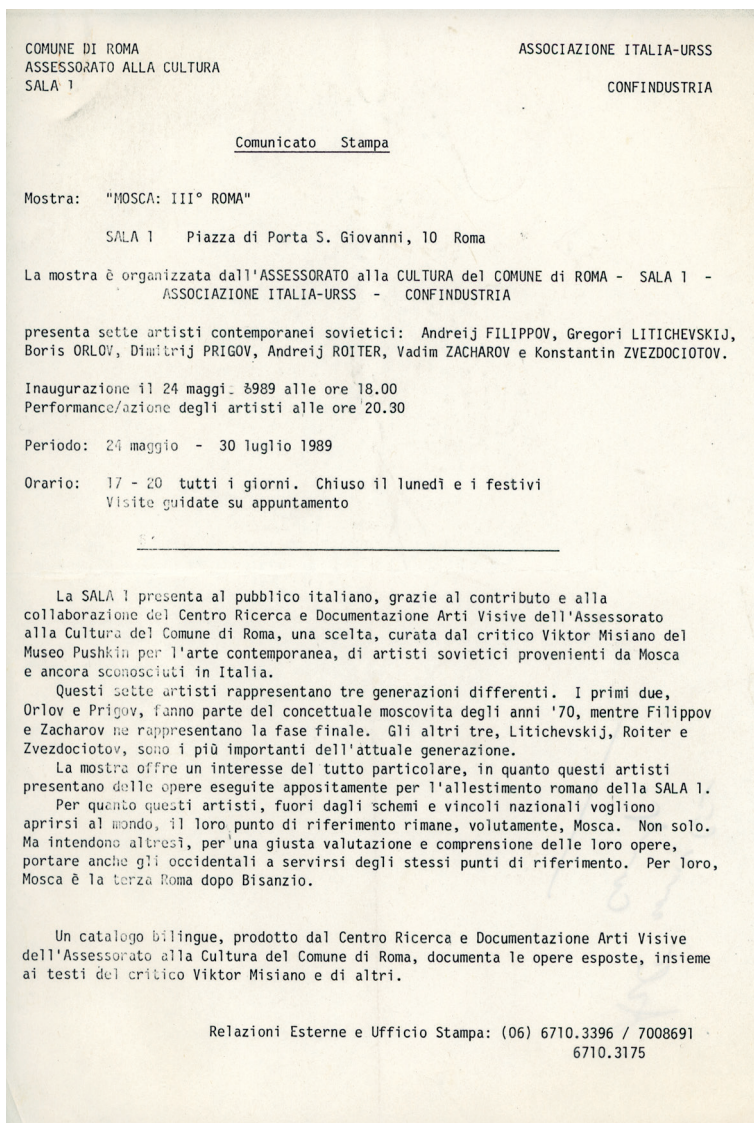 COMUNE DI ROMA
ASSESSORATO ALLA CULTURA
SALA 1
ASSOCIAZIONE ITALIA-URSS
CONFINDUSTRIA
Comunicato Stampa
Mostra: "MOSCA: III° ROMA"
SALA 1 Piazza di Porta S. Giovanni, 10 Roma
La mostra è organizzata dall'ASSESSORATO alla CULTURA del COMUNE di ROMA - SALA 1 -
ASSOCIAZIONE ITALIA-URSS - CONFINDUSTRIA
presenta sette artisti contemporanei sovietici: Andreij FILIPPOV, Gregori LITICHEVSKIJ,
Boris ORLOV, Dimitrij PRIGOV, Andreij ROITER, Vadim ZACHAROV e Konstantin ZVEZDOCIOTOV.
Inaugurazione il 24 maggi. 1989 alle ore 18.00
Performance/azione degli artisti alle ore 20.30
Periodo: 24 maggio - 30 luglio 1989
Orario: 17 - 20 tutti i giorni. Chiuso il lunedì e i festivi
Visite guidate su appuntamento
La SALA 1 presenta al pubblico italiano, grazie al contributo e alla
collaborazione del Centro Ricerca e Documentazione Arti Visive dell'Assessorato
alla Cultura del Comune di Roma, una scelta, curata dal critico Viktor Misiano del
Museo Pushkin per l'arte contemporanea, di artisti sovietici provenienti da Mosca
e ancora sconosciuti in Italia.
Questi sette artisti rappresentano tre generazioni differenti. I primi due,
Orlov e Prigov, fanno parte del concettuale moscovita degli anni '70, mentre Filippov
e Zacharov ne rappresentano la fase finale. Gli altri tre, Litichevskij, Roiter e
Zvezdociotov, sono i più importanti dell'attuale generazione.
La mostra offre un interesse del tutto particolare, in quanto questi artisti
presentano delle opere eseguite appositamente per l'allestimento romano della SALA 1.
Per quanto questi artisti, fuori dagli schemi e vincoli nazionali vogliono
aprirsi al mondo, il loro punto di riferimento rimane, volutamente, Mosca. Non solo.
Ma intendono altresì, per una giusta valutazione e comprensione delle loro opere,
portare anche gli occidentali a servirsi degli stessi punti di riferimento. Per loro,
Mosca è la terza Roma dopo Bisanzio.
Un catalogo bilingue, prodotto dal Centro Ricerca e Documentazione Arti Visive
dell'Assessorato alla Cultura del Comune di Roma, documenta le opere esposte, insieme
ai testi del critico Viktor Misiano e di altri.
Relazioni Esterne e Ufficio Stampa: (06) 6710.3396 / 7008691
6710.3175